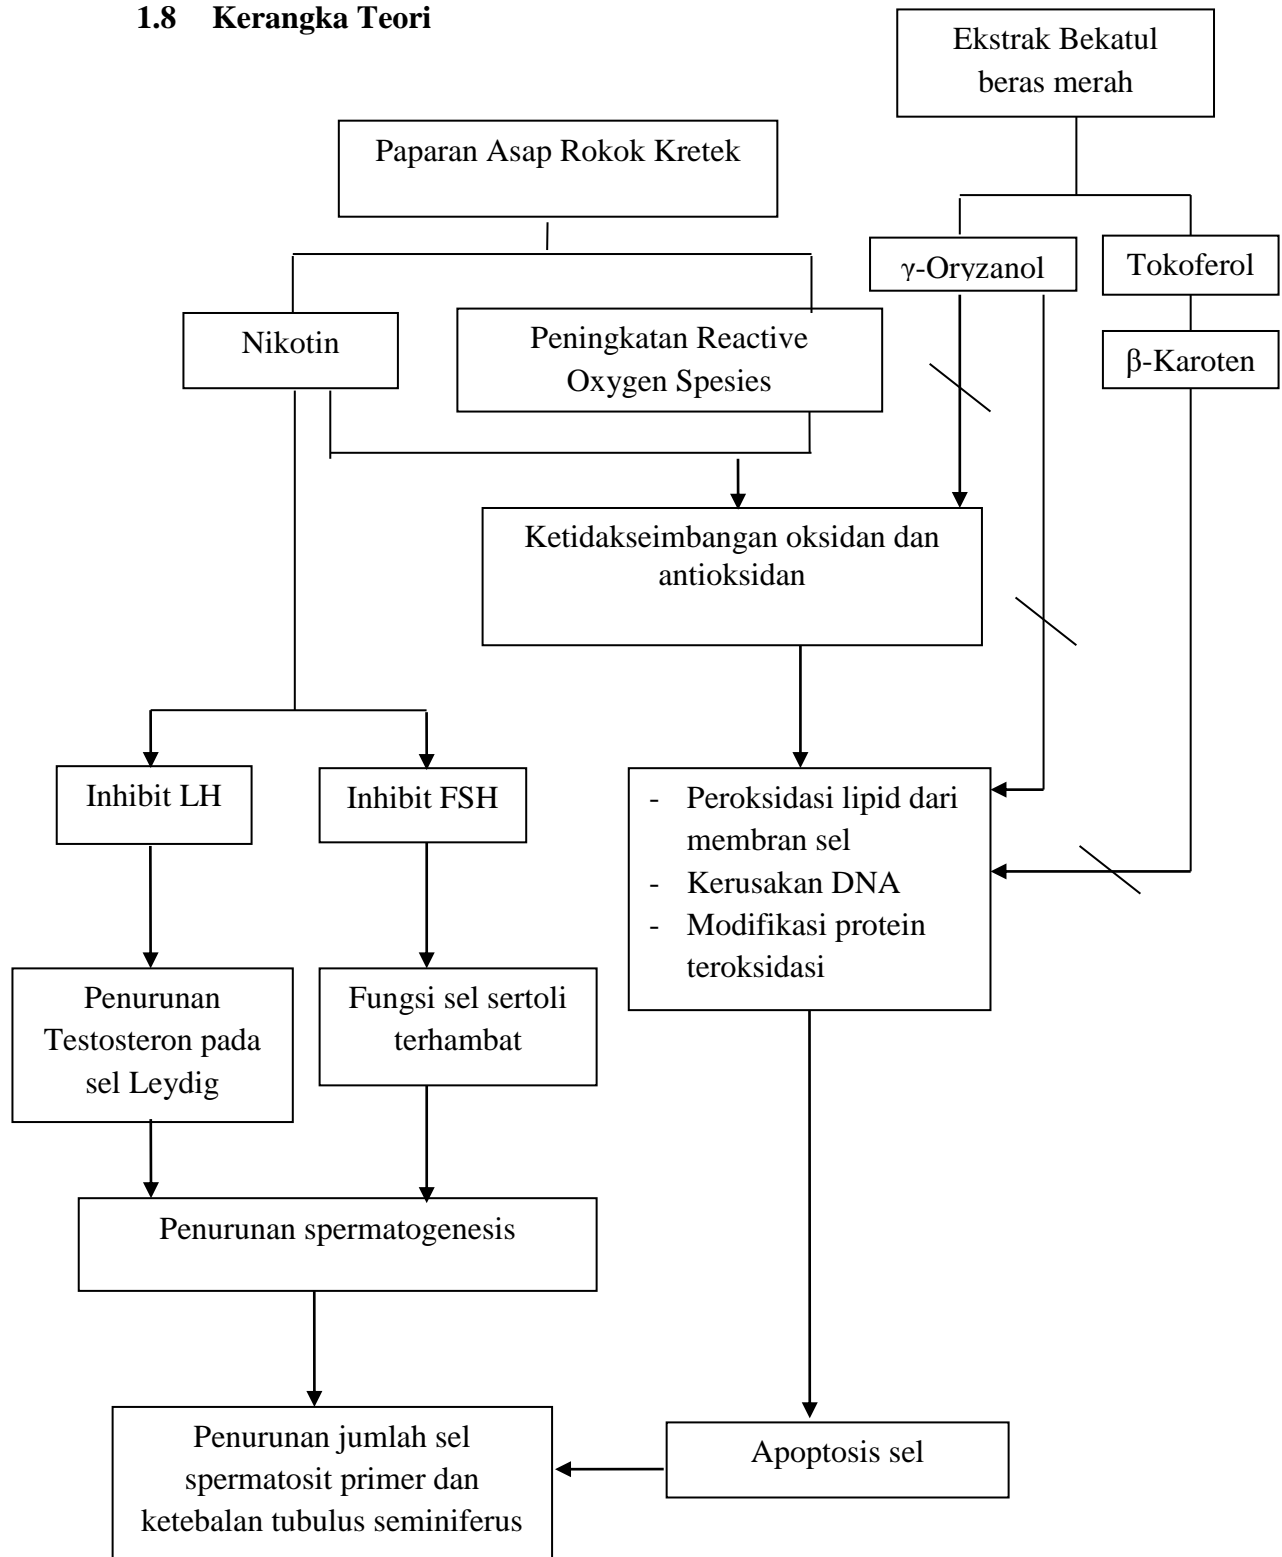 1.8 Kerangka Teori
Ekstrak Bekatul
beras merah
Paparan Asap Rokok Kretek
γ-Oryzanol
Tokoferol
Nikotin
Peningkatan Reactive
Oxygen Spesies
β-Karoten
Ketidakseimbangan oksidan dan
antioksidan
Inhibit LH
Inhibit FSH
- Peroksidasi lipid dari
membran sel
- Kerusakan DNA
- Modifikasi protein
teroksidasi
Penurunan
Testosteron pada
sel Leydig
Fungsi sel sertoli
terhambat
Penurunan spermatogenesis
Penurunan jumlah sel
spermatosit primer dan
ketebalan tubulus seminiferus
Apoptosis sel